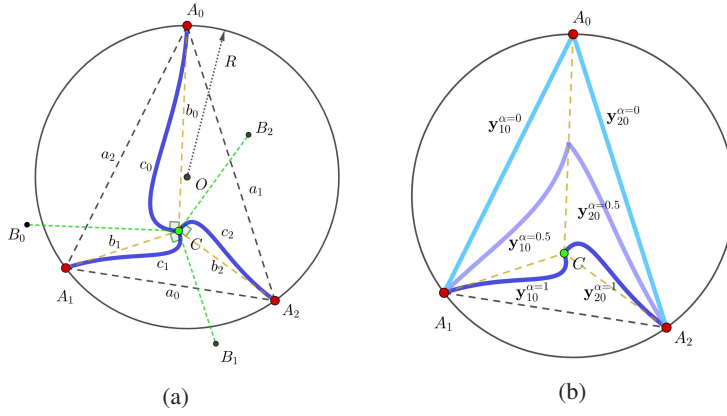 A₀
R
b₀
B₂
a₂
c₀
O
a₁
B₀
b₁
c₂
C
A₁
c₁
b₂
a₀
A₂
B₁
(a)
A₀
y₁₀^{α=0}
y₂₀^{α=0}
y₂₀^{α=0.5}
y₁₀^{α=0.5}
C
y₁₀^{α=1}
y₂₀^{α=1}
A₁
A₂
(b)